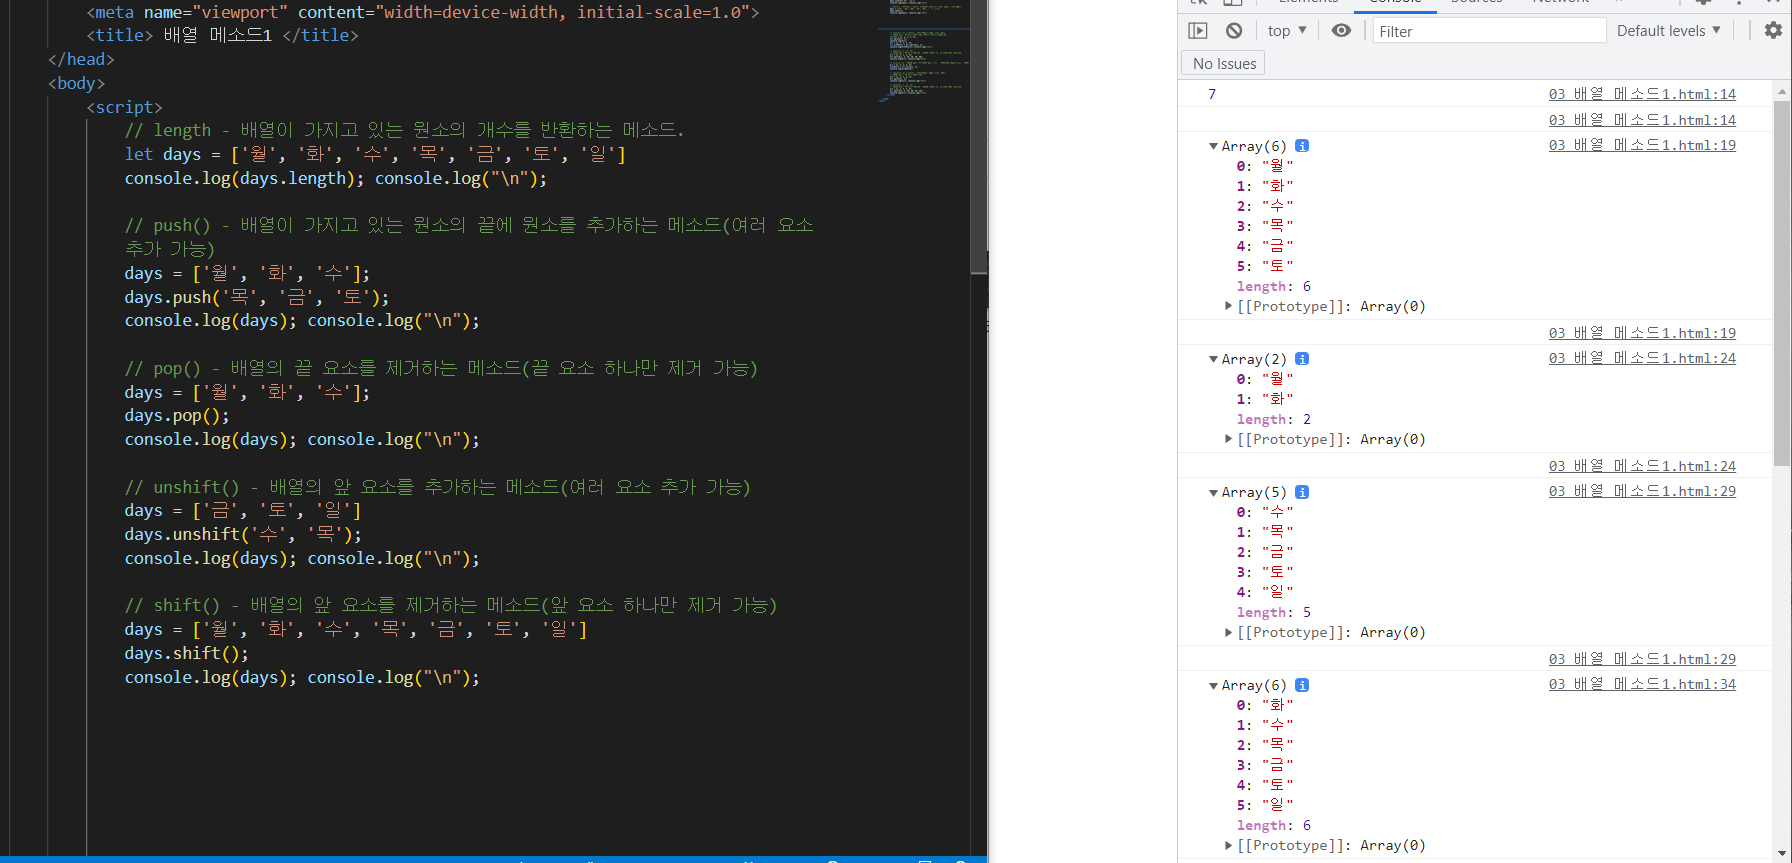 <meta name="viewport" content="width=device-width, initial-scale=1.0">
<title> 배열 메소드1 </title>
</head>
<body>
<script>
// length - 배열이 가지고 있는 원소의 개수를 반환하는 메소드.
let days = ['월', '화', '수', '목', '금', '토', '일']
console.log(days.length); console.log("\n");
// push() - 배열이 가지고 있는 원소의 끝에 원소를 추가하는 메소드(여러 요소
추가 가능)
days = ['월', '화', '수'];
days.push('목', '금', '토');
console.log(days); console.log("\n");
// pop() - 배열의 끝 요소를 제거하는 메소드(끝 요소 하나만 제거 가능)
days = ['월', '화', '수'];
days.pop();
console.log(days); console.log("\n");
// unshift() - 배열의 앞 요소를 추가하는 메소드(여러 요소 추가 가능)
days = ['금', '토', '일']
days.unshift('수', '목');
console.log(days); console.log("\n");
// shift() - 배열의 앞 요소를 제거하는 메소드(앞 요소 하나만 제거 가능)
days = ['월', '화', '수', '목', '금', '토', '일']
days.shift();
console.log(days); console.log("\n");
Elements Console Sources Network
top ▼ Filter Default levels ▼
No Issues
7 03 배열 메소드1.html:14
03 배열 메소드1.html:14
▼Array(6) i 03 배열 메소드1.html:19
0: "월"
1: "화"
2: "수"
3: "목"
4: "금"
5: "토"
length: 6
▶[[Prototype]]: Array(0)
03 배열 메소드1.html:19
▼Array(2) i 03 배열 메소드1.html:24
0: "월"
1: "화"
length: 2
▶[[Prototype]]: Array(0)
03 배열 메소드1.html:24
▼Array(5) i 03 배열 메소드1.html:29
0: "수"
1: "목"
2: "금"
3: "토"
4: "일"
length: 5
▶[[Prototype]]: Array(0)
03 배열 메소드1.html:29
▼Array(6) i 03 배열 메소드1.html:34
0: "화"
1: "수"
2: "목"
3: "금"
4: "토"
5: "일"
length: 6
▶[[Prototype]]: Array(0)